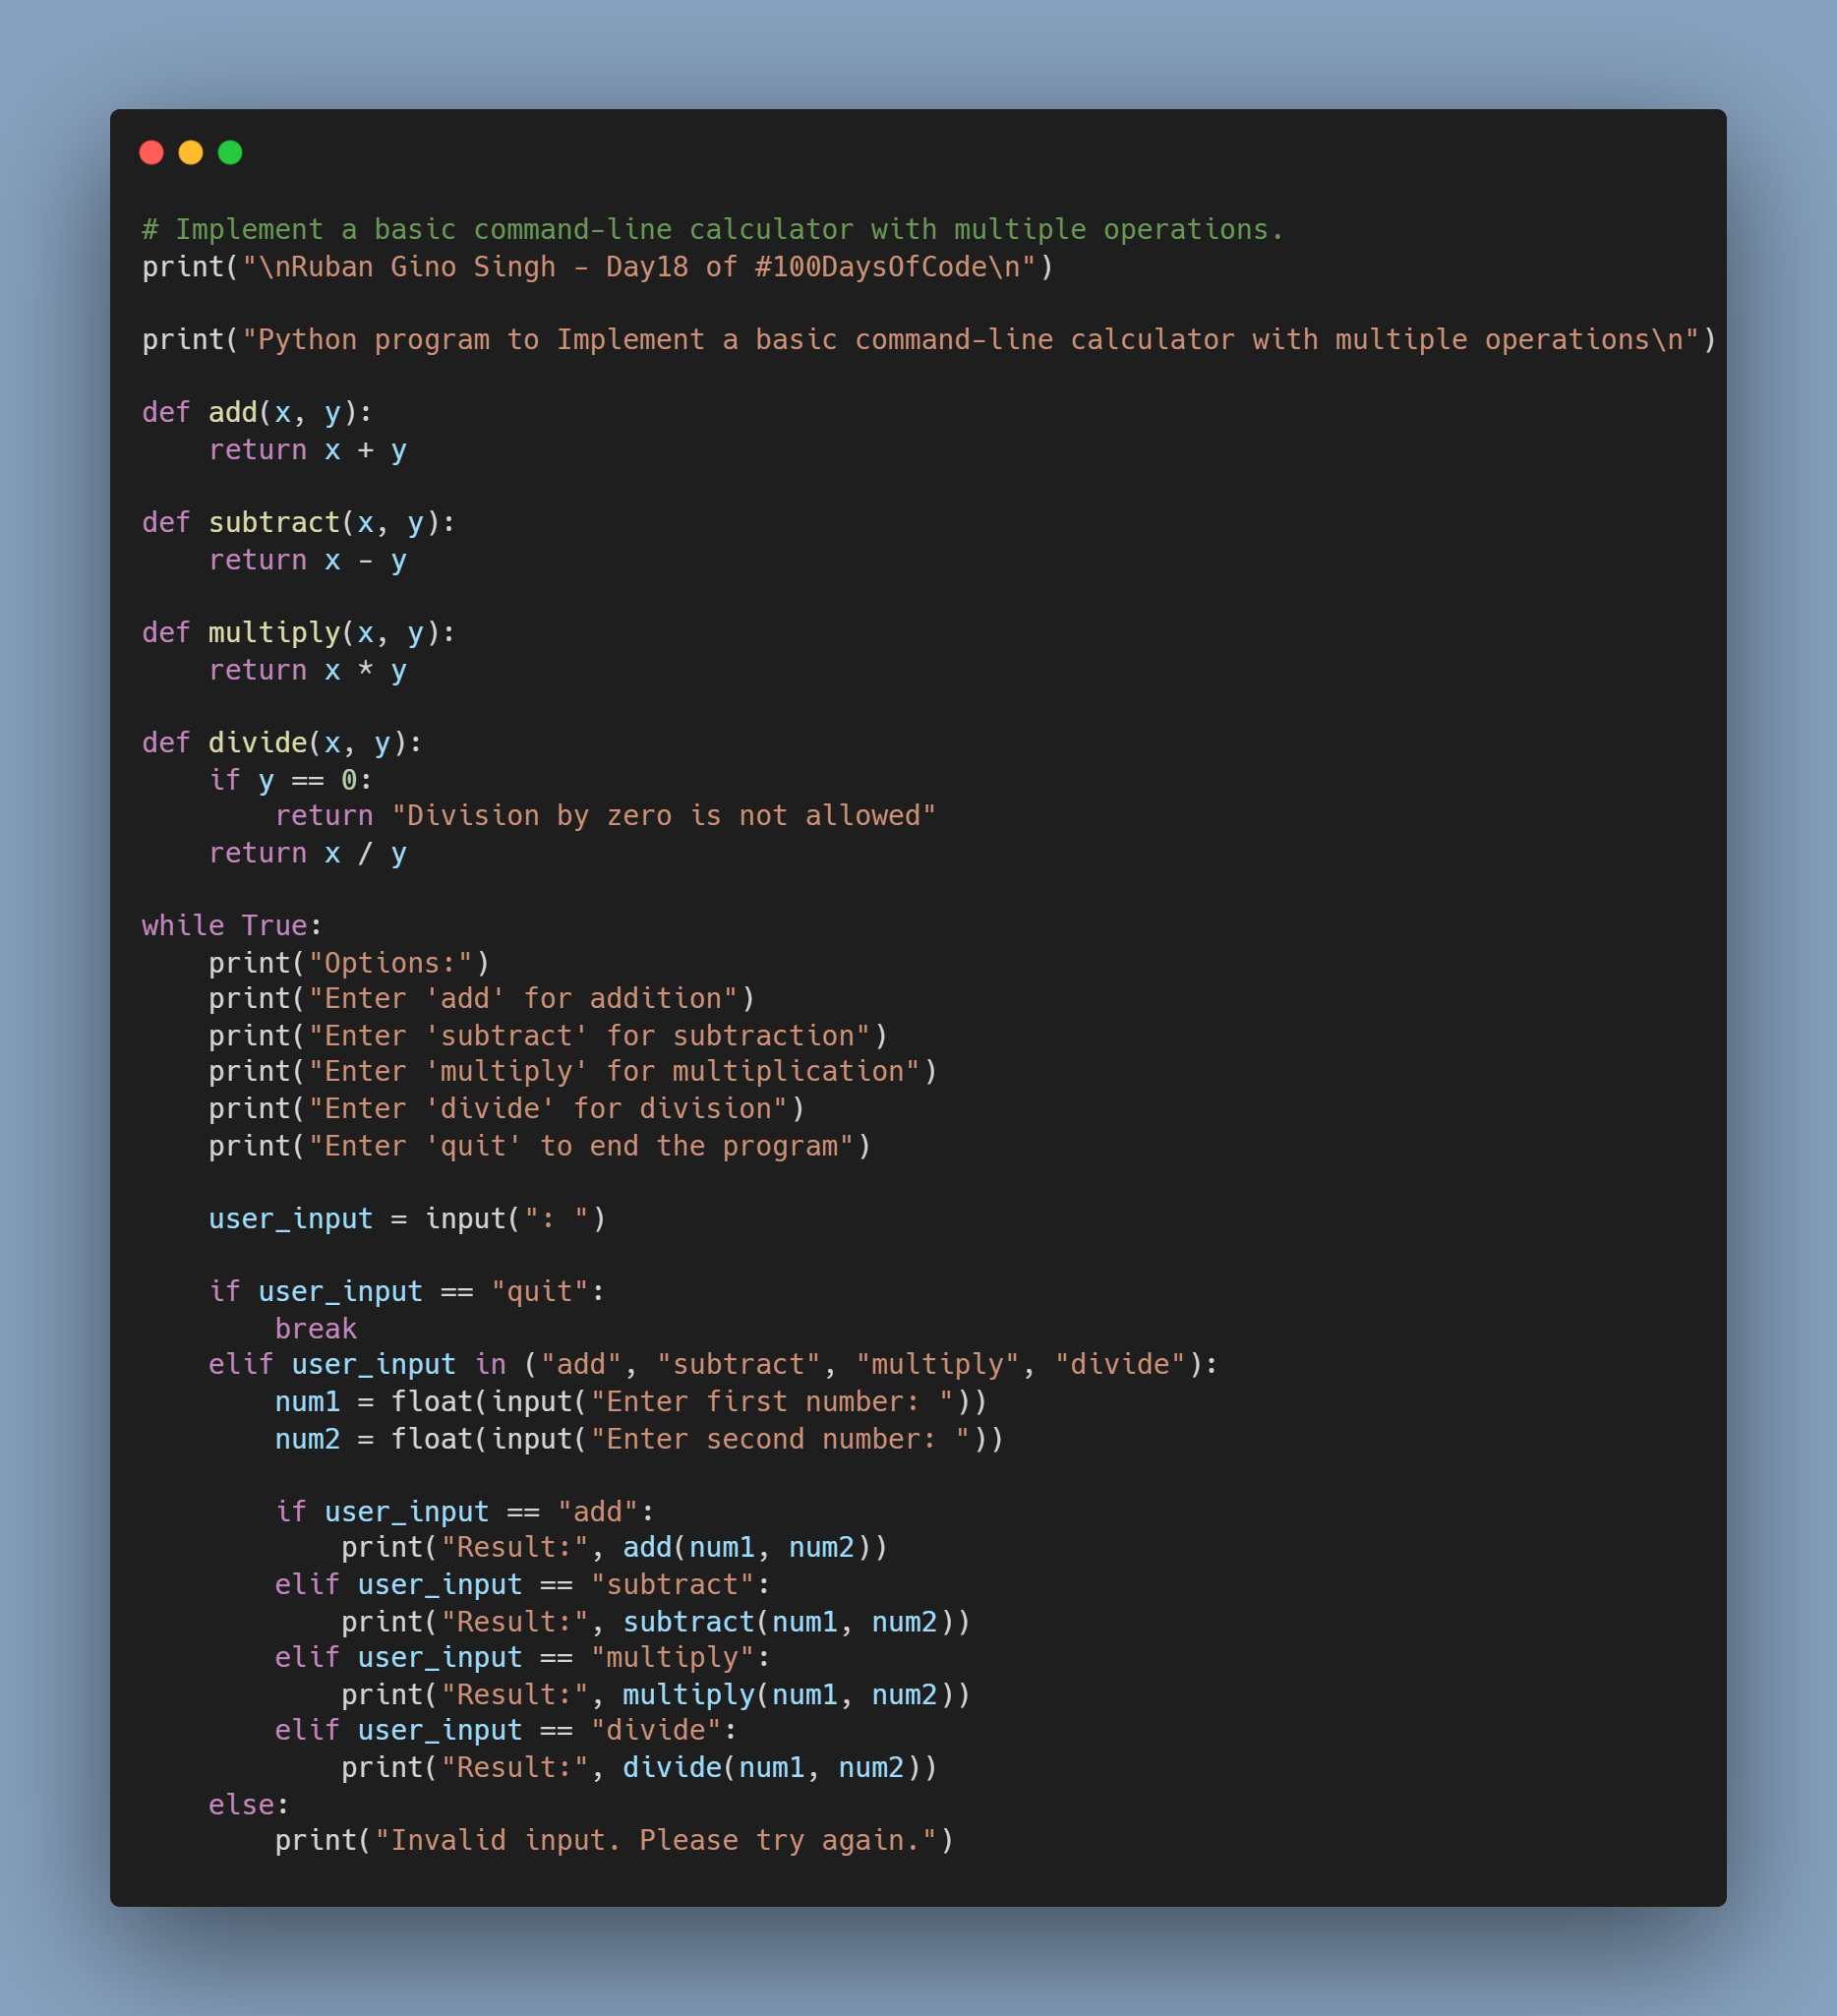 # Implement a basic command-line calculator with multiple operations.
print("\nRuban Gino Singh - Day18 of #100DaysOfCode\n")

print("Python program to Implement a basic command-line calculator with multiple operations\n")

def add(x, y):
    return x + y

def subtract(x, y):
    return x - y

def multiply(x, y):
    return x * y

def divide(x, y):
    if y == 0:
        return "Division by zero is not allowed"
    return x / y

while True:
    print("Options:")
    print("Enter 'add' for addition")
    print("Enter 'subtract' for subtraction")
    print("Enter 'multiply' for multiplication")
    print("Enter 'divide' for division")
    print("Enter 'quit' to end the program")

    user_input = input(": ")

    if user_input == "quit":
        break
    elif user_input in ("add", "subtract", "multiply", "divide"):
        num1 = float(input("Enter first number: "))
        num2 = float(input("Enter second number: "))

        if user_input == "add":
            print("Result:", add(num1, num2))
        elif user_input == "subtract":
            print("Result:", subtract(num1, num2))
        elif user_input == "multiply":
            print("Result:", multiply(num1, num2))
        elif user_input == "divide":
            print("Result:", divide(num1, num2))
    else:
        print("Invalid input. Please try again.")